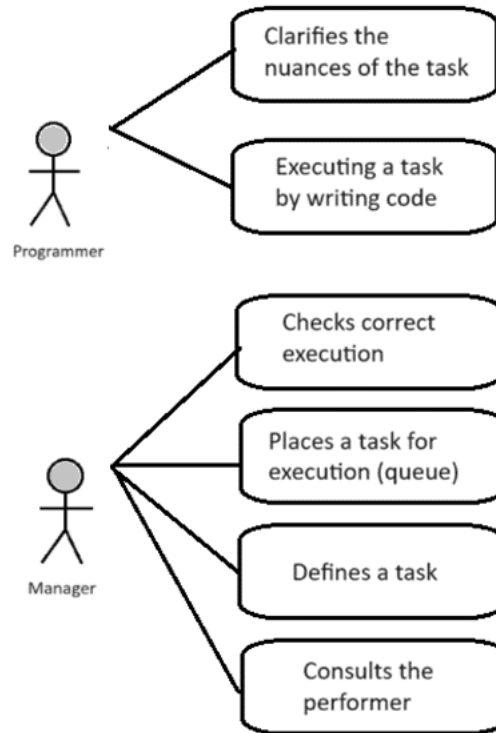 Clarifies the
nuances of the task
Executing a task
by writing code
Programmer
Checks correct
execution
Places a task for
execution (queue)
Manager
Defines a task
Consults the
performer